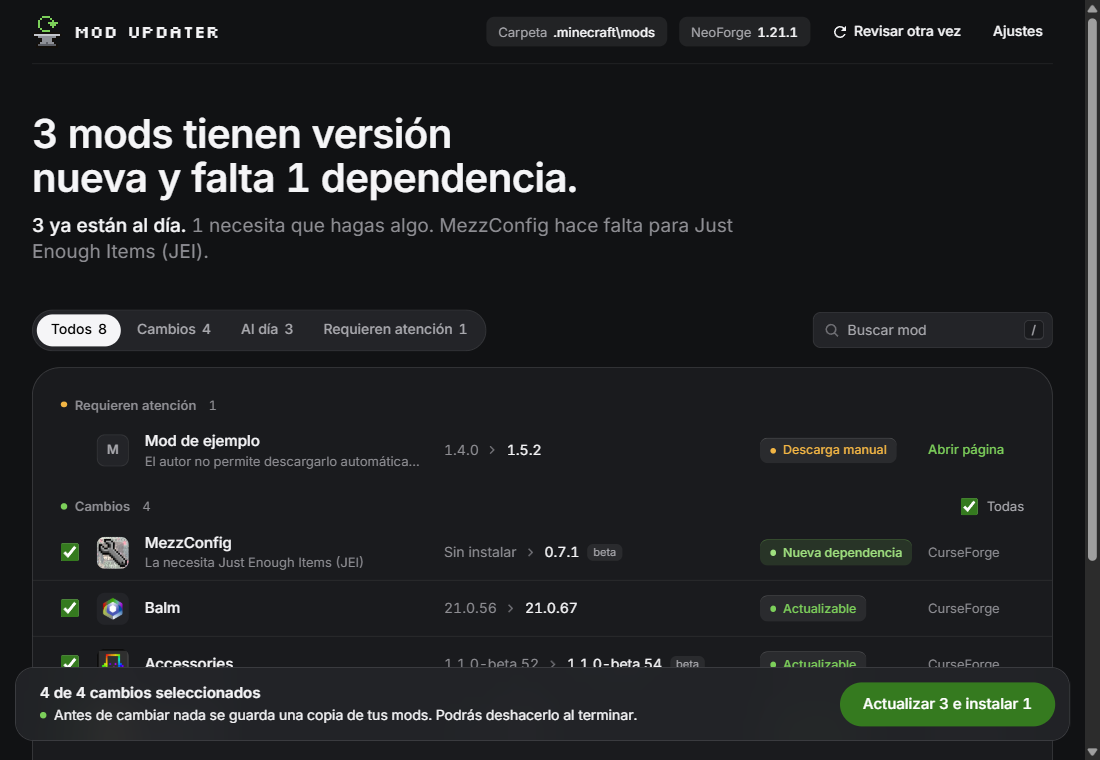 MOD UPDATER
Carpeta .minecraft\mods
NeoForge 1.21.1
Revisar otra vez
Ajustes
3 mods tienen versión
nueva y falta 1 dependencia.
3 ya están al día. 1 necesita que hagas algo. MezzConfig hace falta para Just
Enough Items (JEI).
Todos 8
Cambios 4
Al día 3
Requieren atención 1
Buscar mod
/
Requieren atención 1
M
Mod de ejemplo
El autor no permite descargarlo automática...
1.4.0 > 1.5.2
Descarga manual
Abrir página
Cambios 4
Todas
MezzConfig
La necesita Just Enough Items (JEI)
Sin instalar > 0.7.1 beta
Nueva dependencia
CurseForge
Balm
21.0.56 > 21.0.67
Actualizable
CurseForge
Accessories
1.1.0-beta.52 > 1.1.0-beta.54 beta
Actualizable
CurseForge
4 de 4 cambios seleccionados
Antes de cambiar nada se guarda una copia de tus mods. Podrás deshacerlo al terminar.
Actualizar 3 e instalar 1